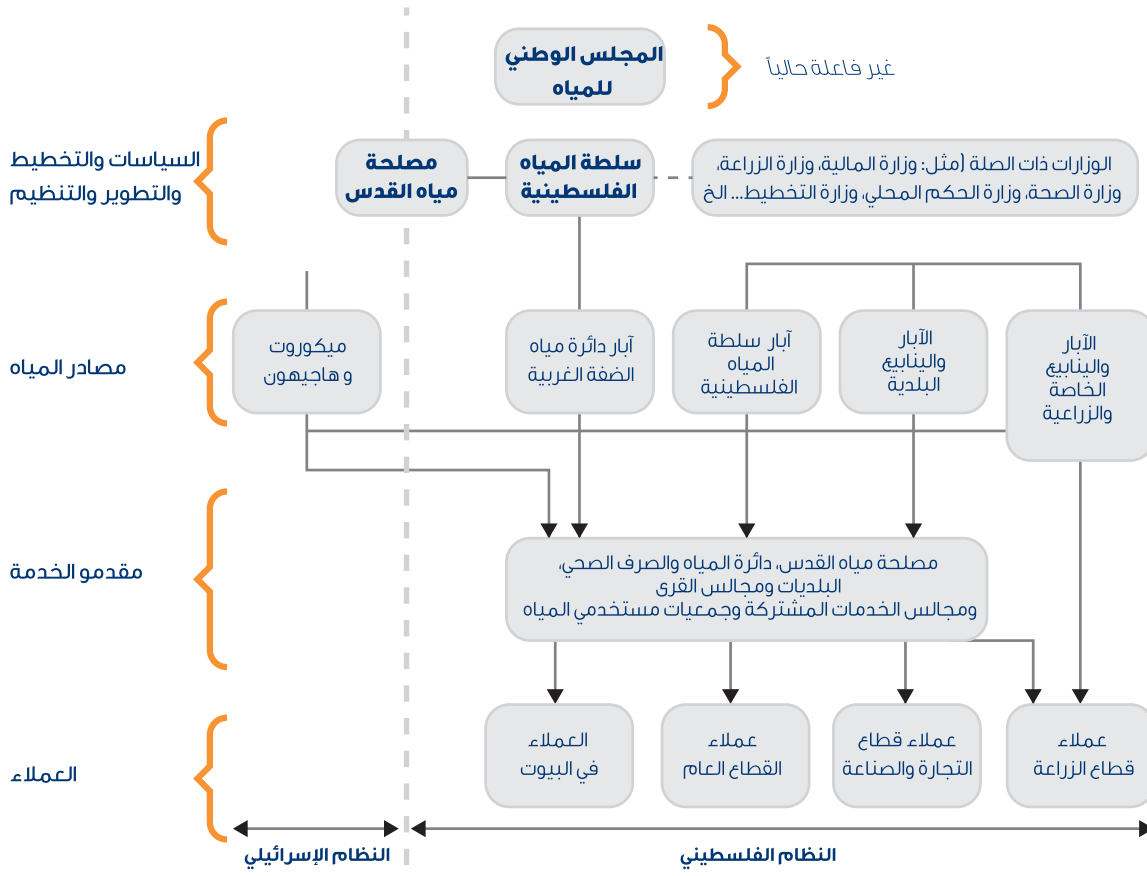 المجلس الوطني
للمياه
غير فاعلة حالياً
السياسات والتخطيط
والتطوير والتنظيم
مصلحة
مياه القدس
سلطة المياه
الفلسطينية
الوزارات ذات الصلة (مثل: وزارة المالية، وزارة الزراعة،
وزارة الصحة، وزارة الحكم المحلي، وزارة التخطيط... الخ
مصادر المياه
ميكوروت
و هاجيهون
آبار دائرة مياه
الضفة الغربية
آبار سلطة
المياه
الفلسطينية
الآبار
والينابيع
البلدية
الآبار
والينابيع
الخاصة
والزراعية
مقدمو الخدمة
مصلحة مياه القدس، دائرة المياه والصرف الصحي،
البلديات ومجالس القرى
ومجالس الخدمات المشتركة وجمعيات مستخدمي المياه
العملاء
العملاء
في البيوت
عملاء
القطاع العام
عملاء قطاع
التجارة والصناعة
عملاء
قطاع الزراعة
النظام الإسرائيلي
النظام الفلسطيني